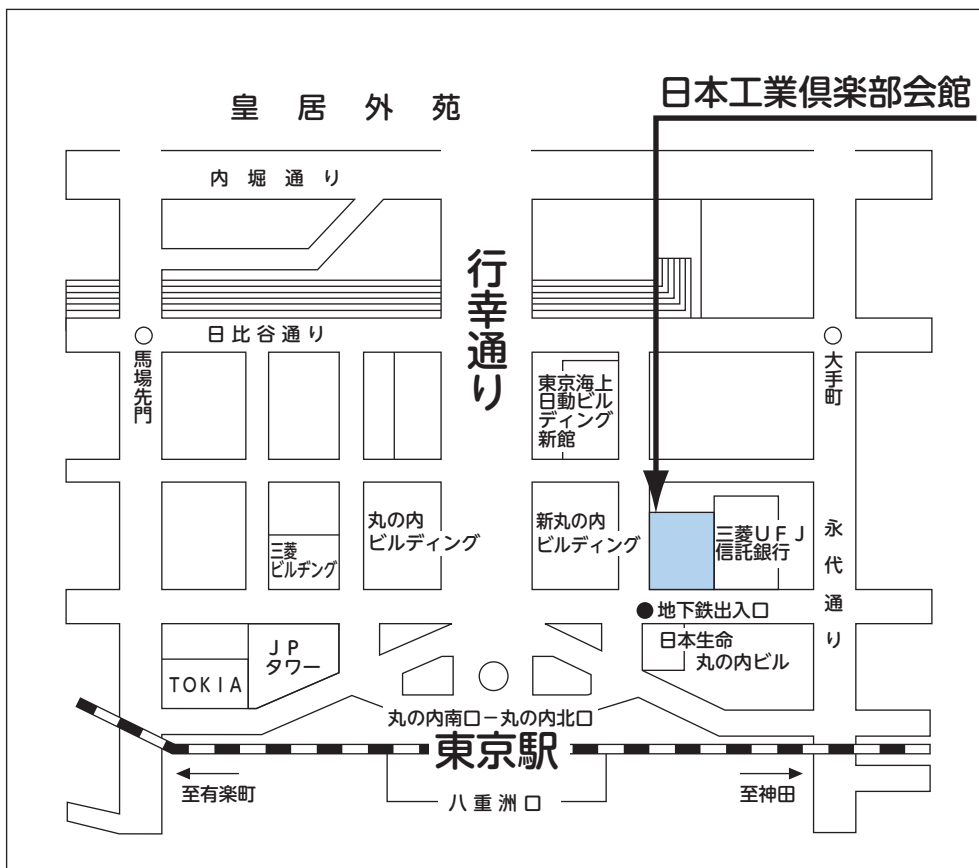 日本工業倶楽部会館
皇居外苑
内堀通り
行幸通り
日比谷通り
馬場先門
大手町
東京海上
日動ビル
ディング
新館
丸の内
ビルディング
新丸の内
ビルディング
三菱UFJ
信託銀行
三菱
ビルヂング
永代通り
地下鉄出入口
日本生命
丸の内ビル
JP
タワー
TOKIA
丸の内南口－丸の内北口
東京駅
至有楽町
八重洲口
至神田